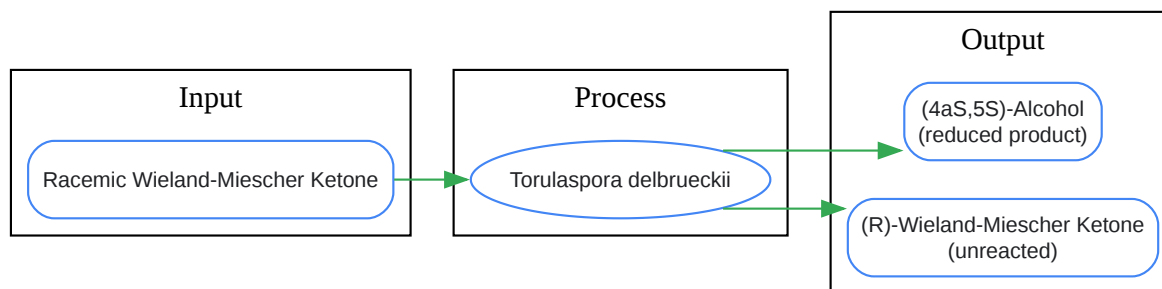 Input
Racemic Wieland-Miescher Ketone
Process
Torulaspora delbrueckii
Output
(4aS,5S)-Alcohol
(reduced product)
(R)-Wieland-Miescher Ketone
(unreacted)